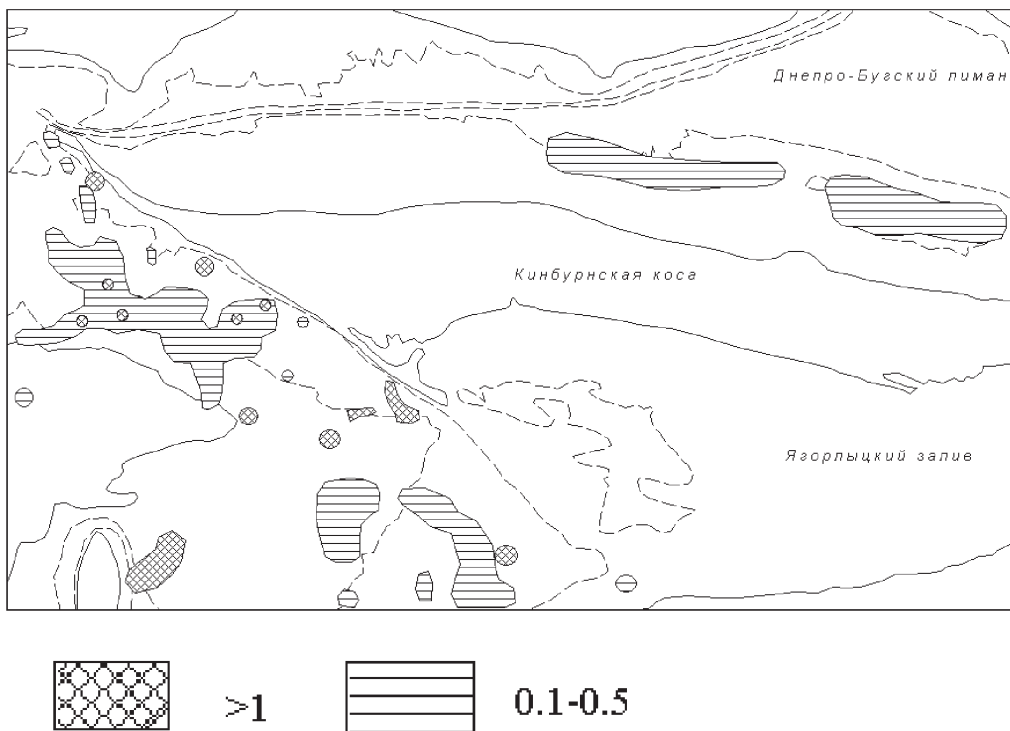 Днепро-Бугский лиман
Кинбурнская коса
Ягорлыцкий залив
>1
0.1-0.5